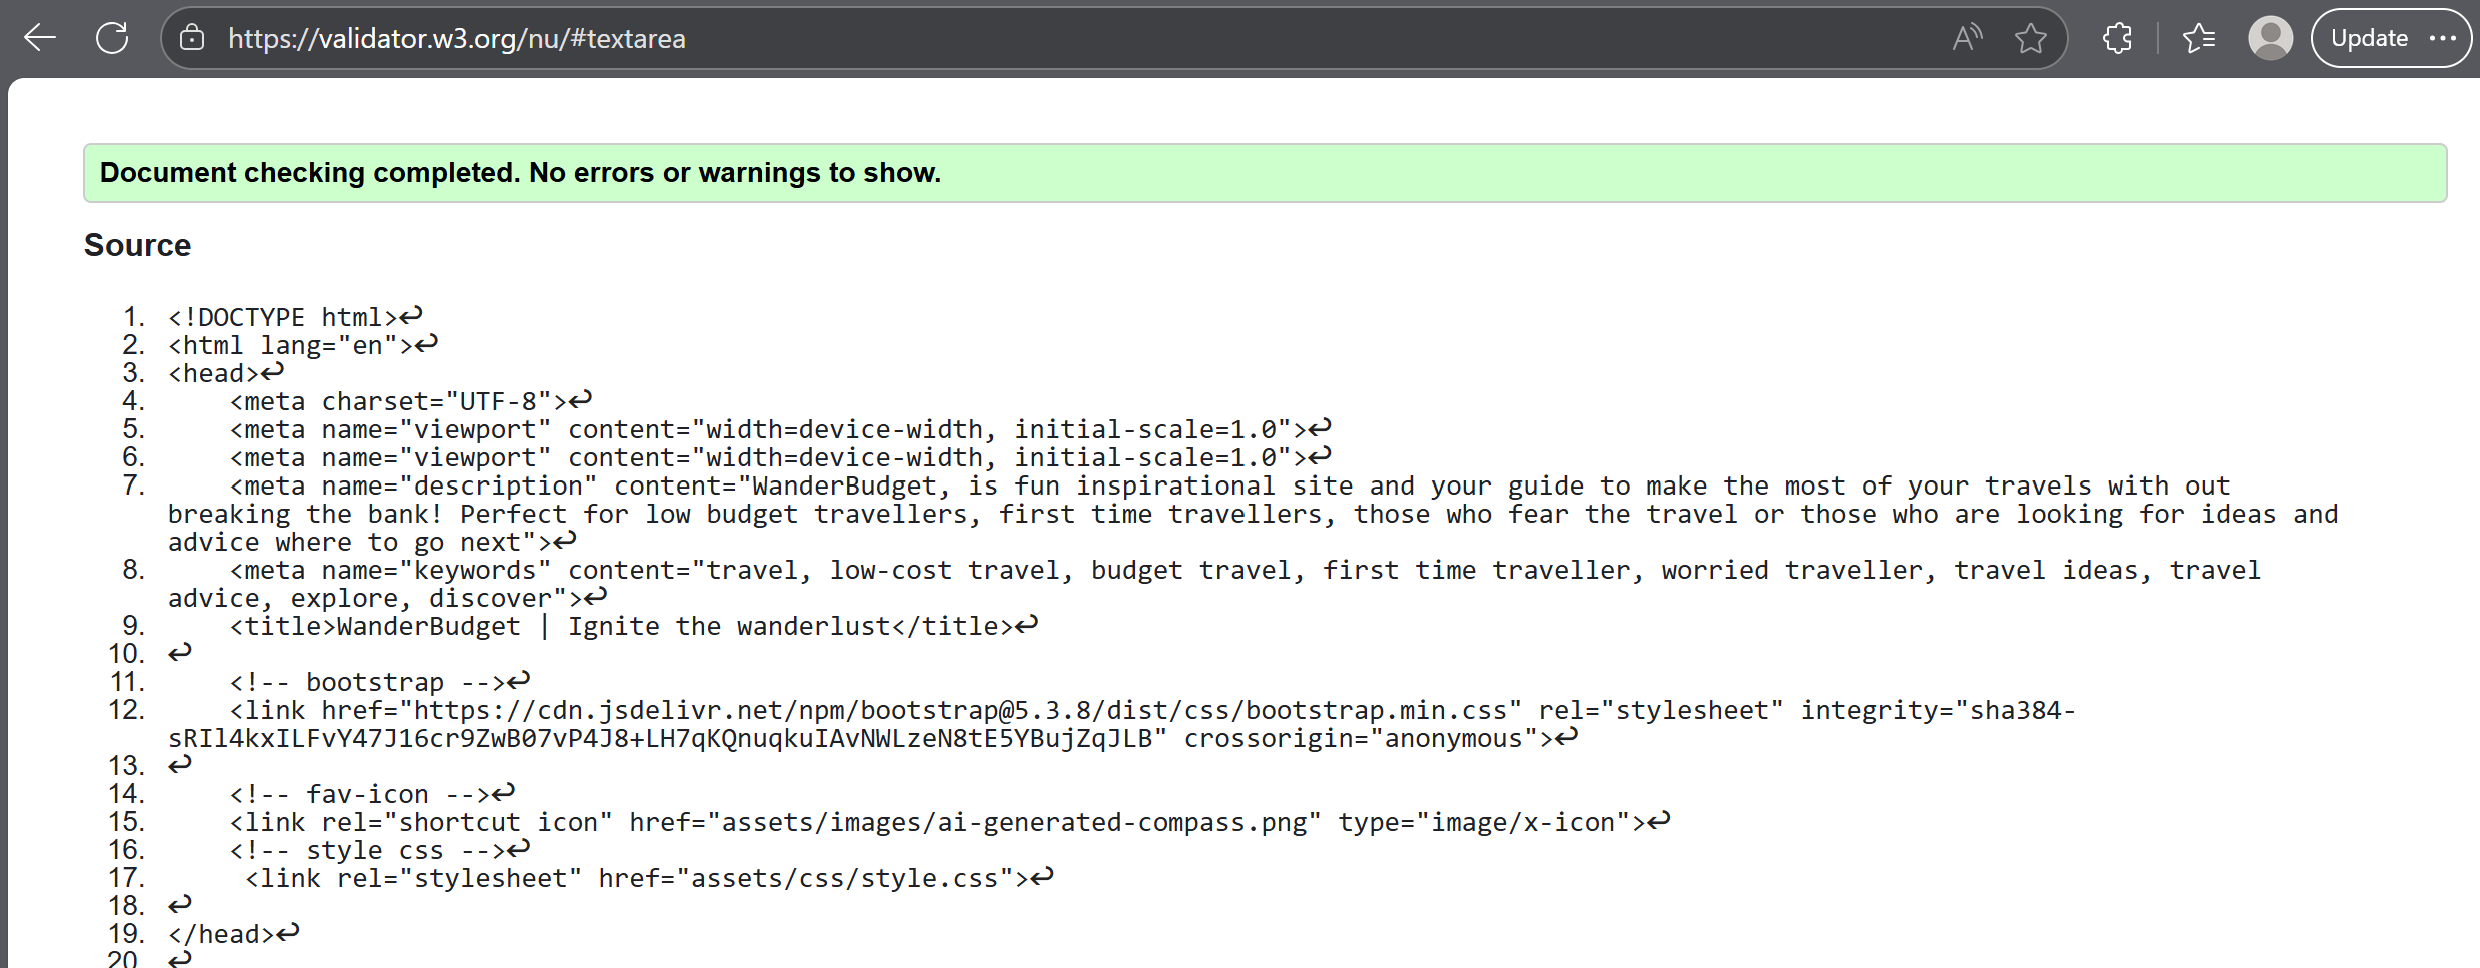 https://validator.w3.org/nu/#textarea
Update
Document checking completed. No errors or warnings to show.
Source
1. <!DOCTYPE html>↩
2. <html lang="en">↩
3. <head>↩
4.     <meta charset="UTF-8">↩
5.     <meta name="viewport" content="width=device-width, initial-scale=1.0">↩
6.     <meta name="viewport" content="width=device-width, initial-scale=1.0">↩
7.     <meta name="description" content="WanderBudget, is fun inspirational site and your guide to make the most of your travels with out
breaking the bank! Perfect for low budget travellers, first time travellers, those who fear the travel or those who are looking for ideas and
advice where to go next">↩
8.     <meta name="keywords" content="travel, low-cost travel, budget travel, first time traveller, worried traveller, travel ideas, travel
advice, explore, discover">↩
9.     <title>WanderBudget | Ignite the wanderlust</title>↩
10. ↩
11.     <!-- bootstrap -->↩
12.     <link href="https://cdn.jsdelivr.net/npm/bootstrap@5.3.8/dist/css/bootstrap.min.css" rel="stylesheet" integrity="sha384-
sRIl4kxILFvY47J16cr9ZwB07vP4J8+LH7qKQnuqkuIAvNWLzeN8tE5YBujZqJLB" crossorigin="anonymous">↩
13. ↩
14.     <!-- fav-icon -->↩
15.     <link rel="shortcut icon" href="assets/images/ai-generated-compass.png" type="image/x-icon">↩
16.     <!-- style css -->↩
17.      <link rel="stylesheet" href="assets/css/style.css">↩
18. ↩
19. </head>↩
20. ↩